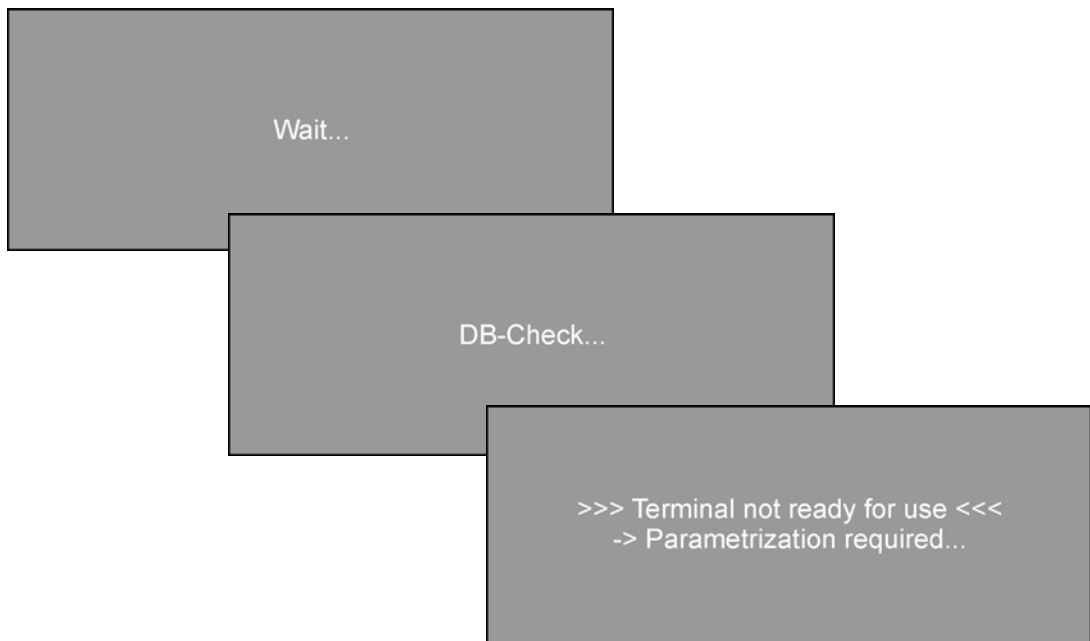 Wait...
DB-Check...
>>> Terminal not ready for use <<<
-> Parametrization required...